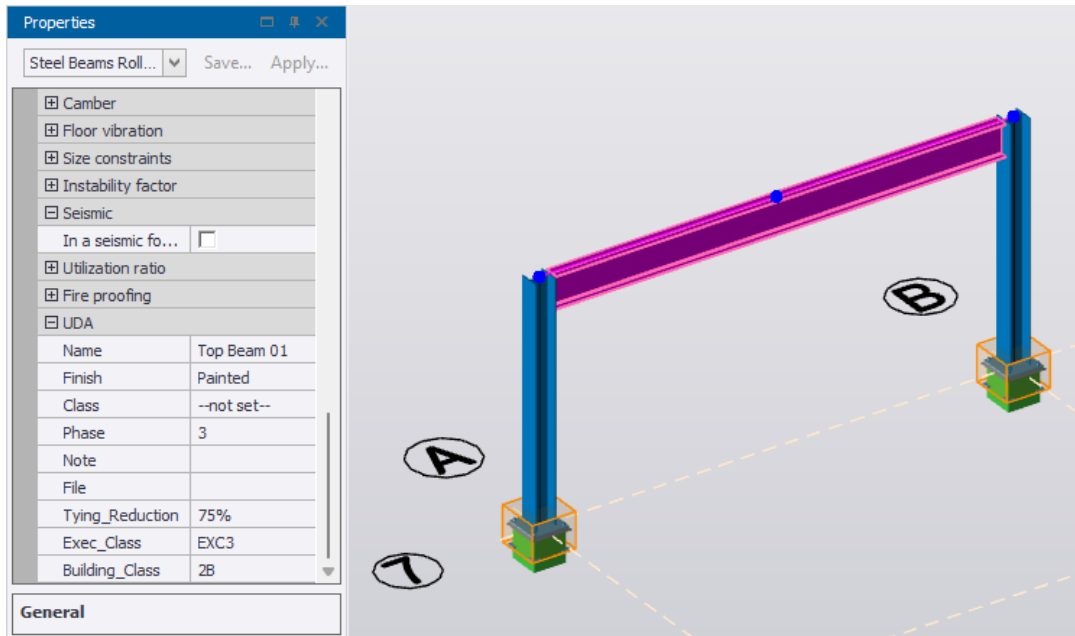 Properties
Steel Beams Roll... Save... Apply...
Camber
Floor vibration
Size constraints
Instability factor
Seismic
In a seismic fo...
Utilization ratio
Fire proofing
UDA
Name Top Beam 01
Finish Painted
Class --not set--
Phase 3
Note
File
Tying_Reduction 75%
Exec_Class EXC3
Building_Class 2B
General
B
A
7